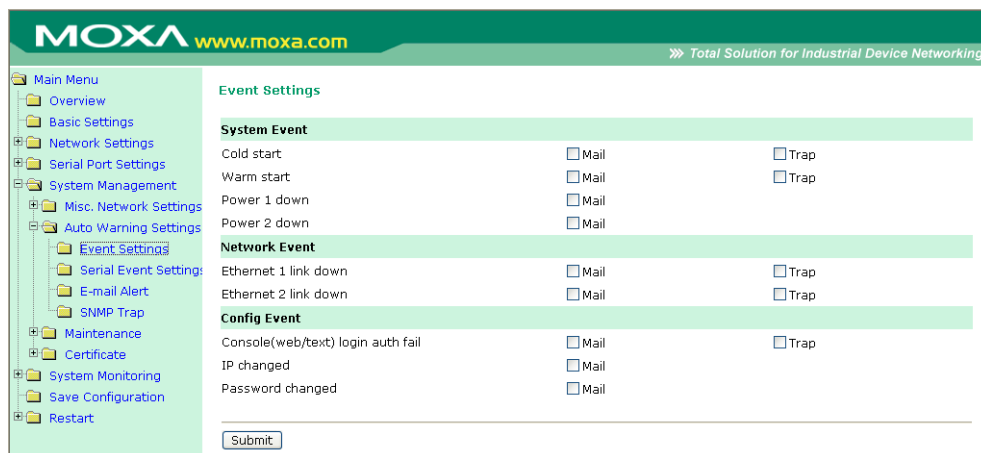 MOXA www.moxa.com
Total Solution for Industrial Device Networking
Main Menu
Overview
Basic Settings
Network Settings
Serial Port Settings
System Management
Misc. Network Settings
Auto Warning Settings
Event Settings
Serial Event Settings
E-mail Alert
SNMP Trap
Maintenance
Certificate
System Monitoring
Save Configuration
Restart
Event Settings
System Event
Cold start Mail Trap
Warm start Mail Trap
Power 1 down Mail
Power 2 down Mail
Network Event
Ethernet 1 link down Mail Trap
Ethernet 2 link down Mail Trap
Config Event
Console(web/text) login auth fail Mail Trap
IP changed Mail
Password changed Mail
Submit